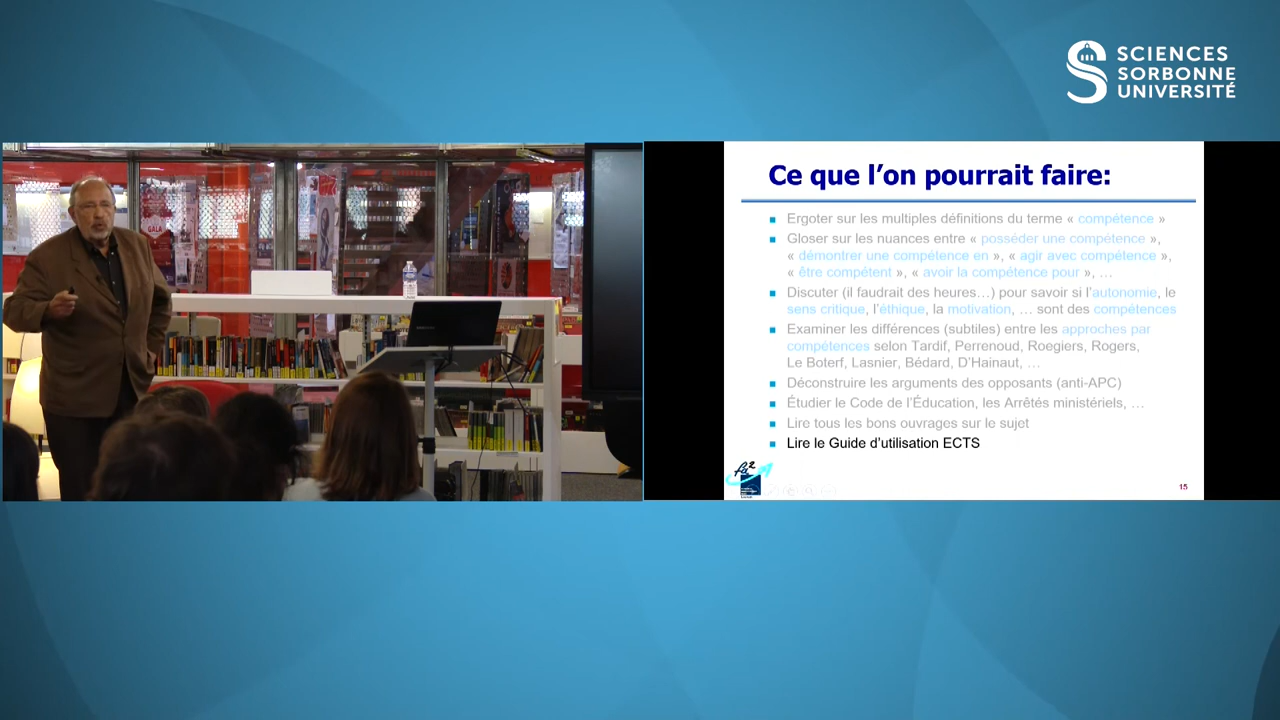 SCIENCES
SORBONNE
UNIVERSITÉ
GALA
Ce que l’on pourrait faire:
Ergoter sur les multiples définitions du terme « compétence »
Gloser sur les nuances entre « posséder une compétence »,
« démontrer une compétence en », « agir avec compétence »,
« être compétent », « avoir la compétence pour », …
Discuter (il faudrait des heures…) pour savoir si l’autonomie, le
sens critique, l’éthique, la motivation, … sont des compétences
Examiner les différences (subtiles) entre les approches par
compétences selon Tardif, Perrenoud, Roegiers, Rogers,
Le Boterf, Lasnier, Bédard, D’Hainaut, …
Déconstruire les arguments des opposants (anti-APC)
Étudier le Code de l’Éducation, les Arrêtés ministériels, …
Lire tous les bons ouvrages sur le sujet
Lire le Guide d’utilisation ECTS
15